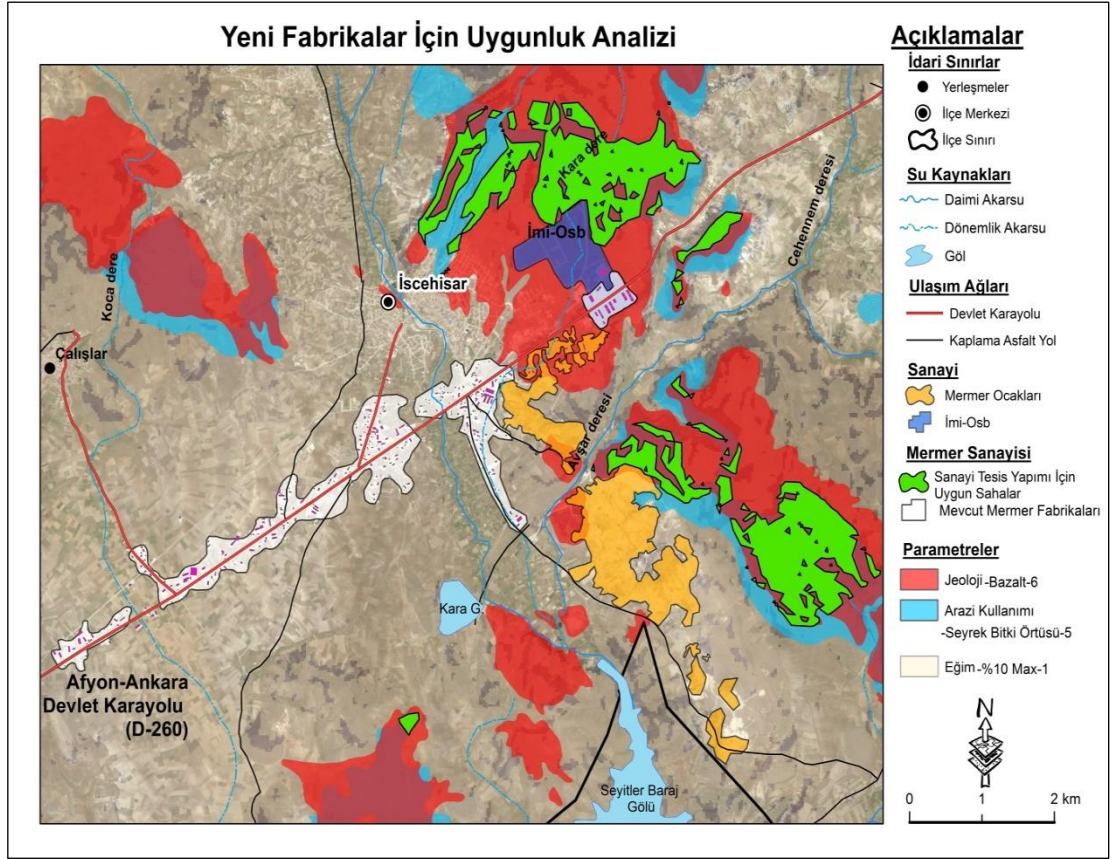 Yeni Fabrikalar İçin Uygunluk Analizi
Koca dere
Çalışlar
İscehisar
Kara dere
İmi-Osb
Cehennem deresi
Avşar deresi
Kara G.
Afyon-Ankara
Devlet Karayolu
(D-260)
Seyitler Baraj
Gölü
Açıklamalar
İdari Sınırlar
Yerleşmeler
İlçe Merkezi
İlçe Sınırı
Su Kaynakları
Daimi Akarsu
Dönemlik Akarsu
Göl
Ulaşım Ağları
Devlet Karayolu
Kaplama Asfalt Yol
Sanayi
Mermer Ocakları
İmi-Osb
Mermer Sanayisi
Sanayi Tesis Yapımı İçin
Uygun Sahalar
Mevcut Mermer Fabrikaları
Parametreler
Jeoloji -Bazalt-6
Arazi Kullanımı
-Seyrek Bitki Örtüsü-5
Eğim -%10 Max-1
N
0 1 2 km